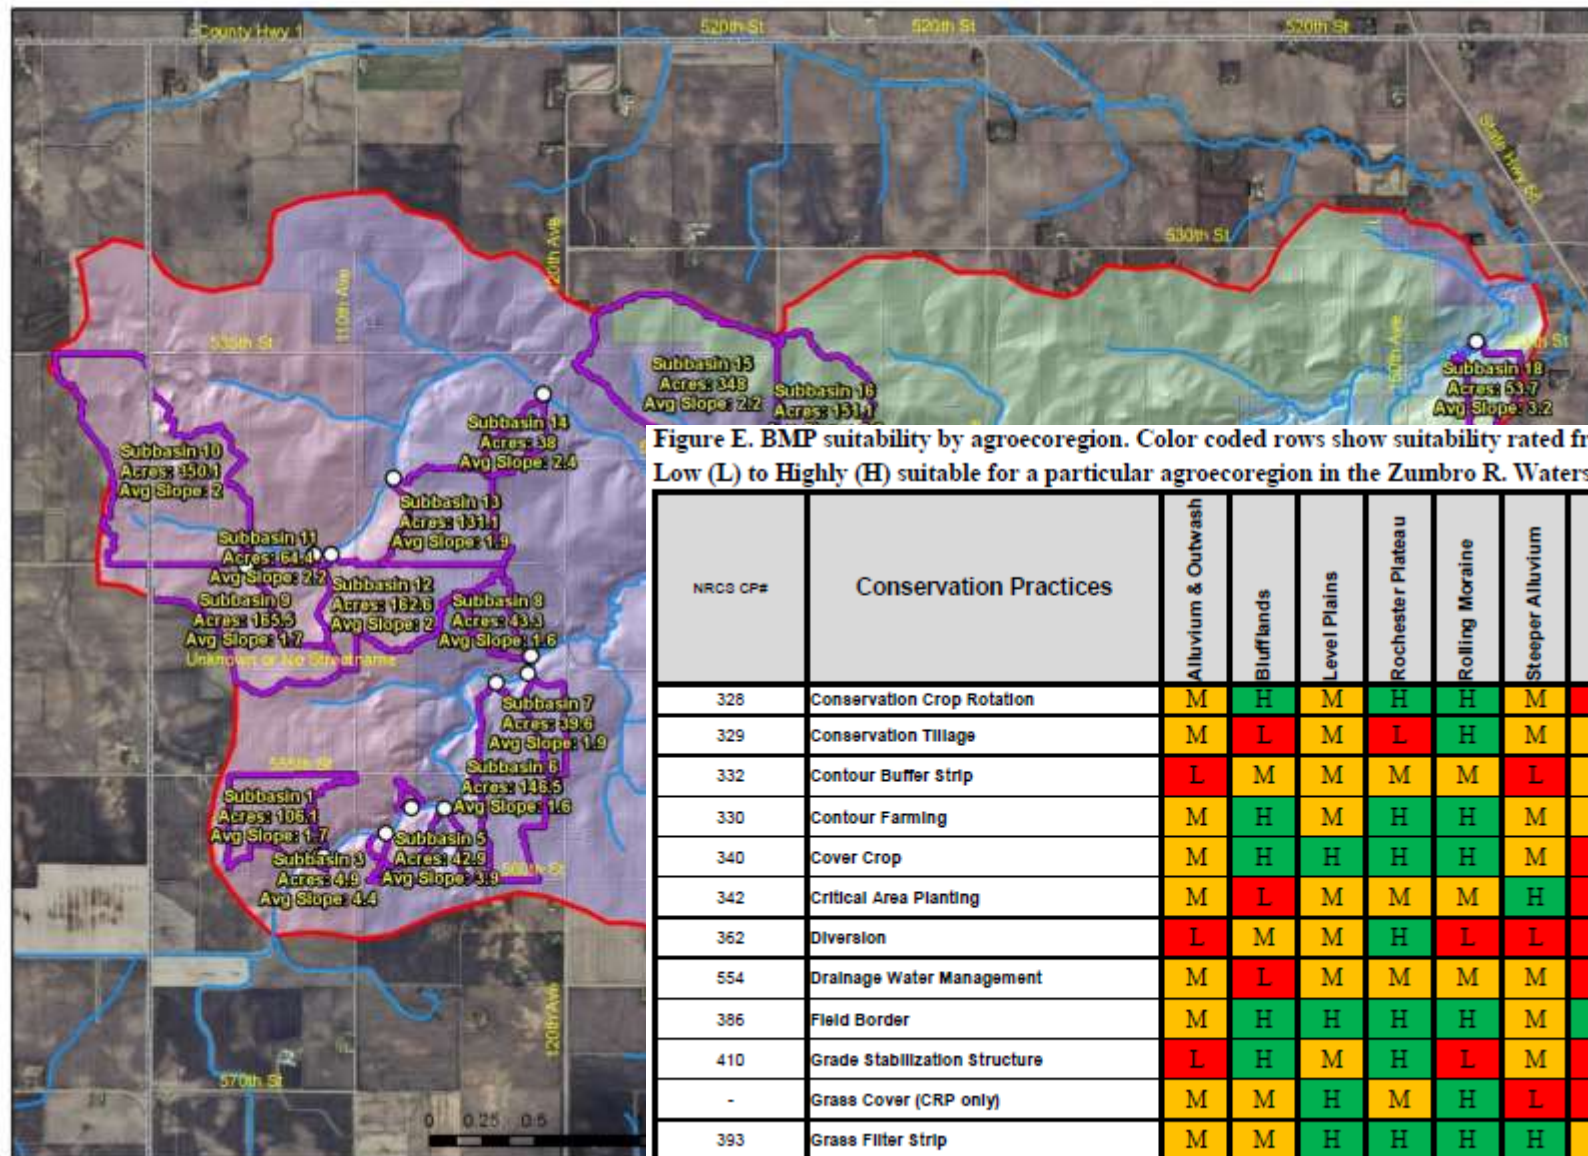 County Hwy 1
520th St
520th St
520th St
State Hwy 60
530th St
120th Ave
110th Ave
535th St
Subbasin 15
Acres: 348
Avg Slope: 2.2
Subbasin 16
Acres: 151.1
Subbasin 18
Acres: 53.7
Avg Slope: 3.2
Subbasin 14
Acres: 38
Avg Slope: 2.4
Subbasin 10
Acres: 350.1
Avg Slope: 2
Subbasin 13
Acres: 131.1
Avg Slope: 1.9
Subbasin 11
Acres: 64.4
Avg Slope: 2.2
Subbasin 12
Acres: 162.6
Avg Slope: 2
Subbasin 8
Acres: 43.3
Avg Slope: 1.6
Subbasin 9
Acres: 165.5
Avg Slope: 1.7
Unknown or No Streetname
Subbasin 7
Acres: 39.6
Avg Slope: 1.9
555th St
Subbasin 6
Acres: 146.5
Avg Slope: 1.6
Subbasin 1
Acres: 106.1
Avg Slope: 1.7
Subbasin 5
Acres: 42.9
Avg Slope: 3.9
Subbasin 3
Acres: 4.9
Avg Slope: 4.4
560th St
120th Ave
570th St
0 0.25 0.5
Figure E. BMP suitability by agroecoregion. Color coded rows show suitability rated fr
Low (L) to Highly (H) suitable for a particular agroecoregion in the Zumbro R. Waters
NRCS CP# Conservation Practices Alluvium & Outwash Blufflands Level Plains Rochester Plateau Rolling Moraine Steeper Alluvium
328 Conservation Crop Rotation M H M H H M
329 Conservation Tillage M L M L H M
332 Contour Buffer Strip L M M M M L
330 Contour Farming M H M H H M
340 Cover Crop M H H H H M
342 Critical Area Planting M L M M M H
362 Diversion L M M H L L
554 Drainage Water Management M L M M M M
386 Field Border M H H H H M
410 Grade Stabilization Structure L H M H L M
- Grass Cover (CRP only) M M H M H L
393 Grass Filter Strip M M H H H H